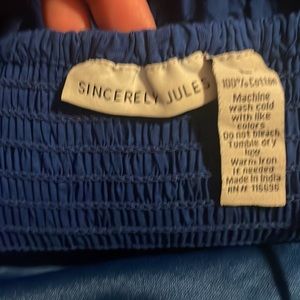 SINCERELY JULES
100% Cotton
Machine
wash cold
with like
colors
Do not bleach
Tumble dry
low
Warm Iron
if needed
Made in India
RN# 116696